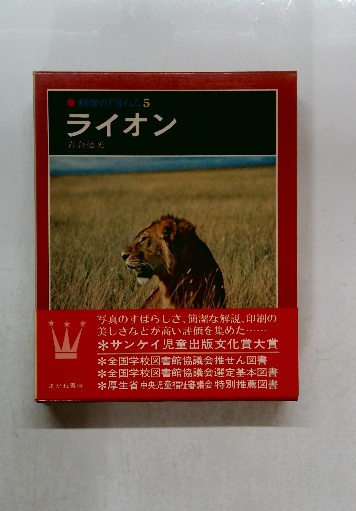 ●科学のアルバム5
ライオン
写真のすばらしさ、簡潔な解説、印刷の
美しさなどが高い評価を集めた……
＊サンケイ児童出版文化賞大賞
＊全国学校図書館協議会推せん図書
＊全国学校図書館協議会選定基本図書
＊厚生省中央児童福祉審議会特別推薦図書
あかね書房